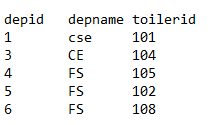 depid depname toilerid
1 cse 101
3 CE 104
4 FS 105
5 FS 102
6 FS 108